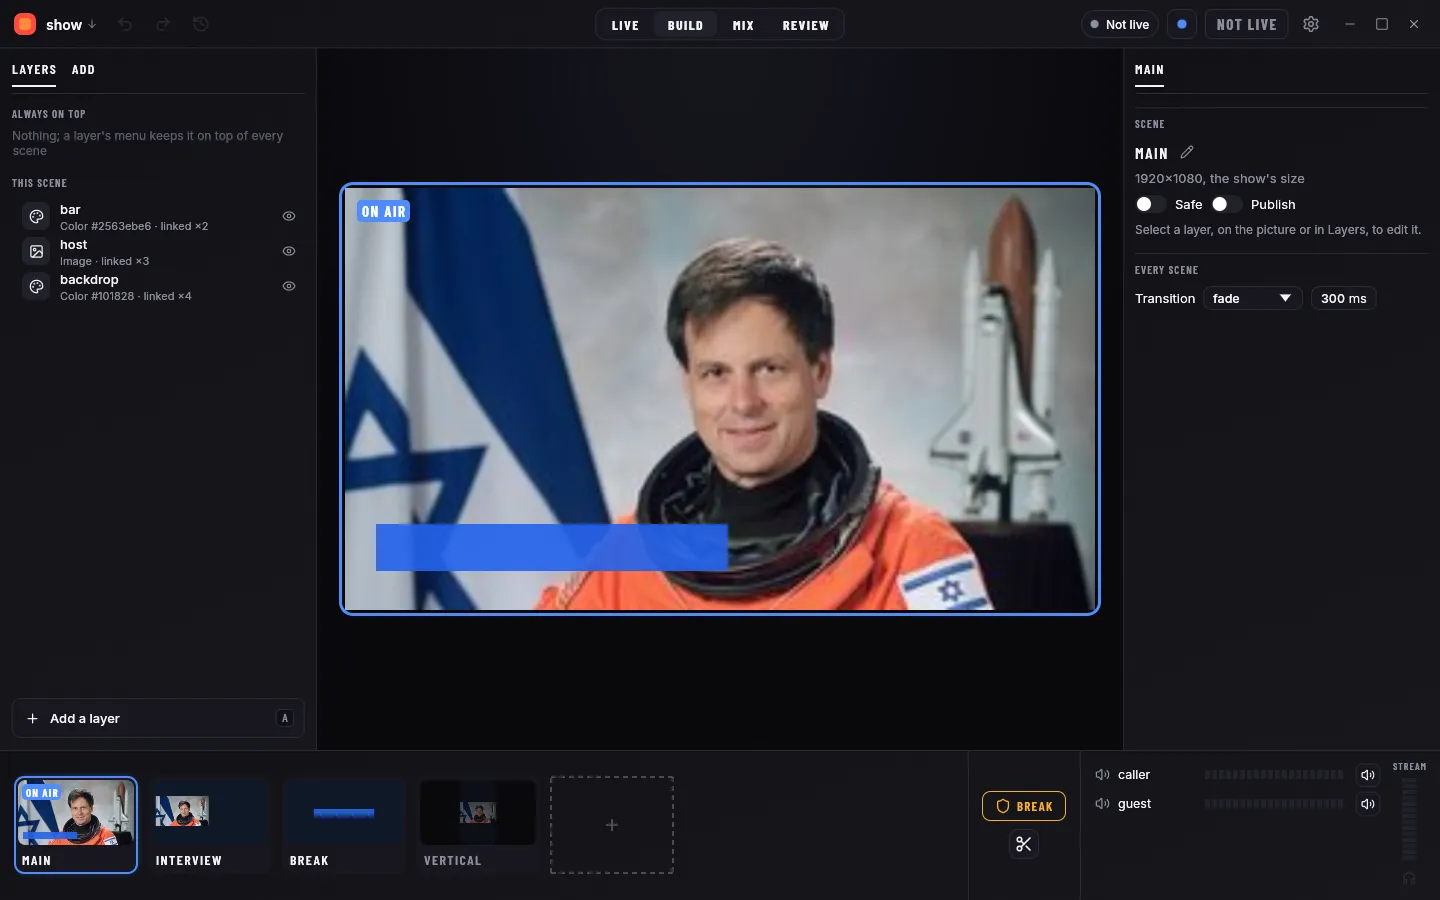 show
LIVE
BUILD
MIX
REVIEW
Not live
NOT LIVE
LAYERS
ADD
ALWAYS ON TOP
Nothing; a layer's menu keeps it on top of every
scene
THIS SCENE
bar
Color #2563ebe6 · linked ×2
host
Image · linked ×3
backdrop
Color #101828 · linked ×4
Add a layer
A
ON AIR
MAIN
SCENE
MAIN
1920×1080, the show's size
Safe
Publish
Select a layer, on the picture or in Layers, to edit it.
EVERY SCENE
Transition
fade
300 ms
ON AIR
MAIN
INTERVIEW
BREAK
VERTICAL
BREAK
caller
guest
STREAM